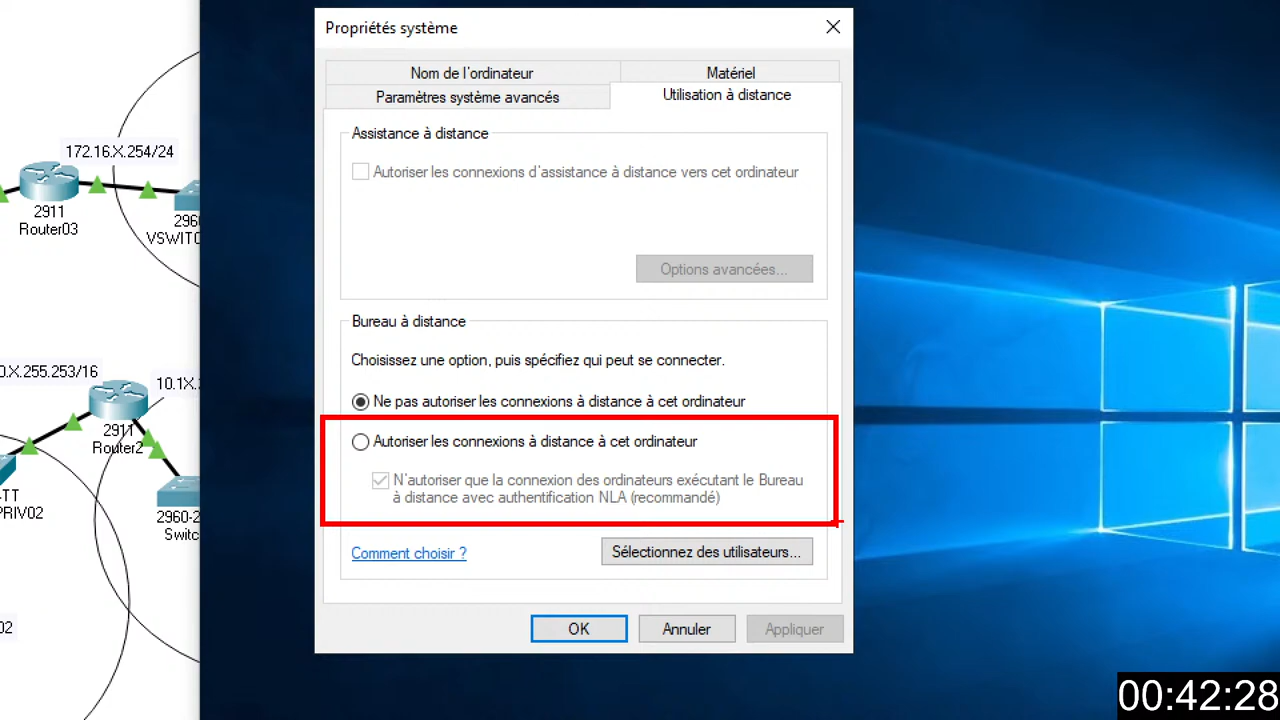 Propriétés système
Nom de l'ordinateur
Matériel
Paramètres système avancés
Utilisation à distance
Assistance à distance
Autoriser les connexions d'assistance à distance vers cet ordinateur
Options avancées...
Bureau à distance
Choisissez une option, puis spécifiez qui peut se connecter.
Ne pas autoriser les connexions à distance à cet ordinateur
Autoriser les connexions à distance à cet ordinateur
N'autoriser que la connexion des ordinateurs exécutant le Bureau
à distance avec authentification NLA (recommandé)
Comment choisir ?
Sélectionnez des utilisateurs...
OK
Annuler
Appliquer
172.16.X.254/24
2911
Router03
2960
VSWITC
0.X.255.253/16
10.1X.
2911
Router2
-TT
PRIV02
2960-2
Switc
02
00:42:28